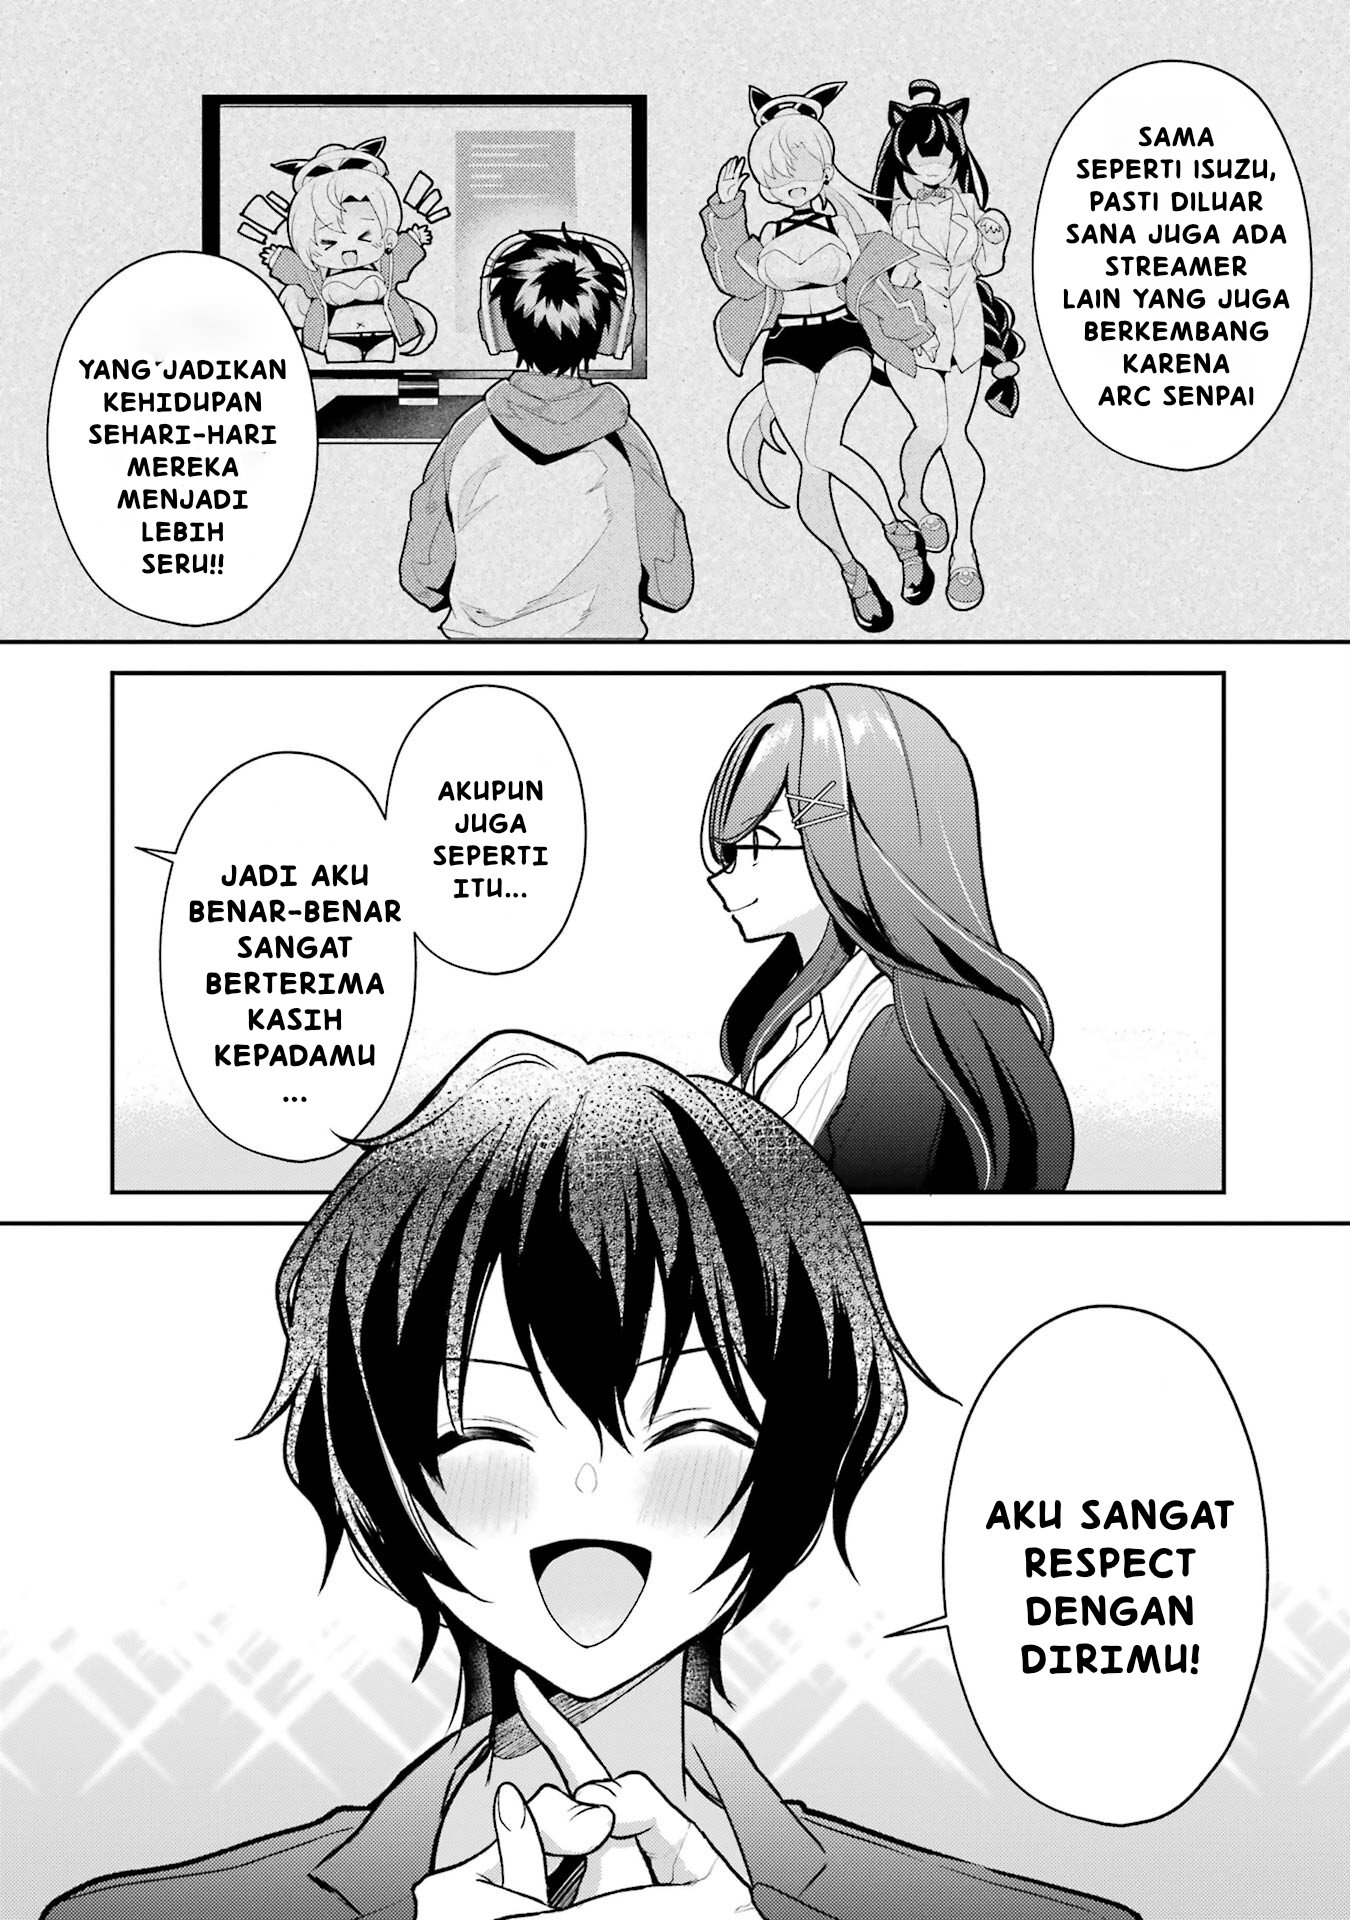 SAMA
SEPERTI ISUZU,
PASTI DILUAR
SANA JUGA ADA
STREAMER
LAIN YANG JUGA
BERKEMBANG
KARENA
ARC SENPAI
YANG JADIKAN
KEHIDUPAN
SEHARI-HARI
MEREKA
MENJADI
LEBIH
SERU!!
AKUPUN
JUGA
SEPERTI
ITU...
JADI AKU
BENAR-BENAR
SANGAT
BERTERIMA
KASIH
KEPADAMU
...
AKU SANGAT
RESPECT
DENGAN
DIRIMU!